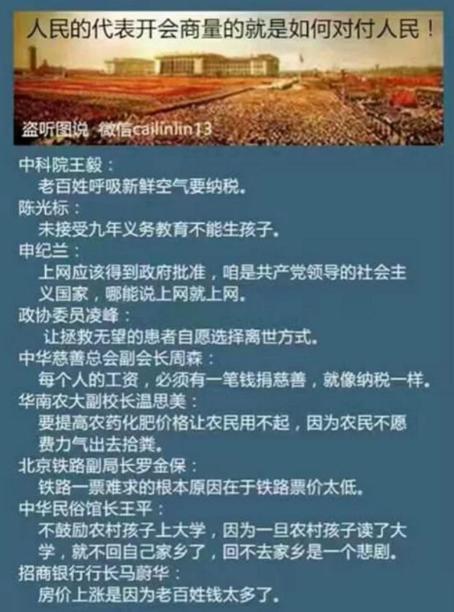 人民的代表开会商量的就是如何对付人民！
盗听图说 微信cailinlin13
中科院王毅：
老百姓呼吸新鲜空气要纳税。
陈光标：
未接受九年义务教育不能生孩子。
申纪兰：
上网应该得到政府批准，咱是共产党领导的社会主
义国家，哪能说上网就上网。
政协委员凌峰：
让拯救无望的患者自愿选择离世方式。
中华慈善总会副会长周森：
每个人的工资，必须有一笔钱捐慈善，就像纳税一样。
华南农大副校长温思美：
要提高农药化肥价格让农民用不起，因为农民不愿
费力气出去拾粪。
北京铁路副局长罗金保：
铁路一票难求的根本原因在于铁路票价太低。
中华民俗馆长王平：
不鼓励农村孩子上大学，因为一旦农村孩子读了大
学，就不回自己家乡了，回不去家乡是一个悲剧。
招商银行行长马蔚华：
房价上涨是因为老百姓钱太多了。